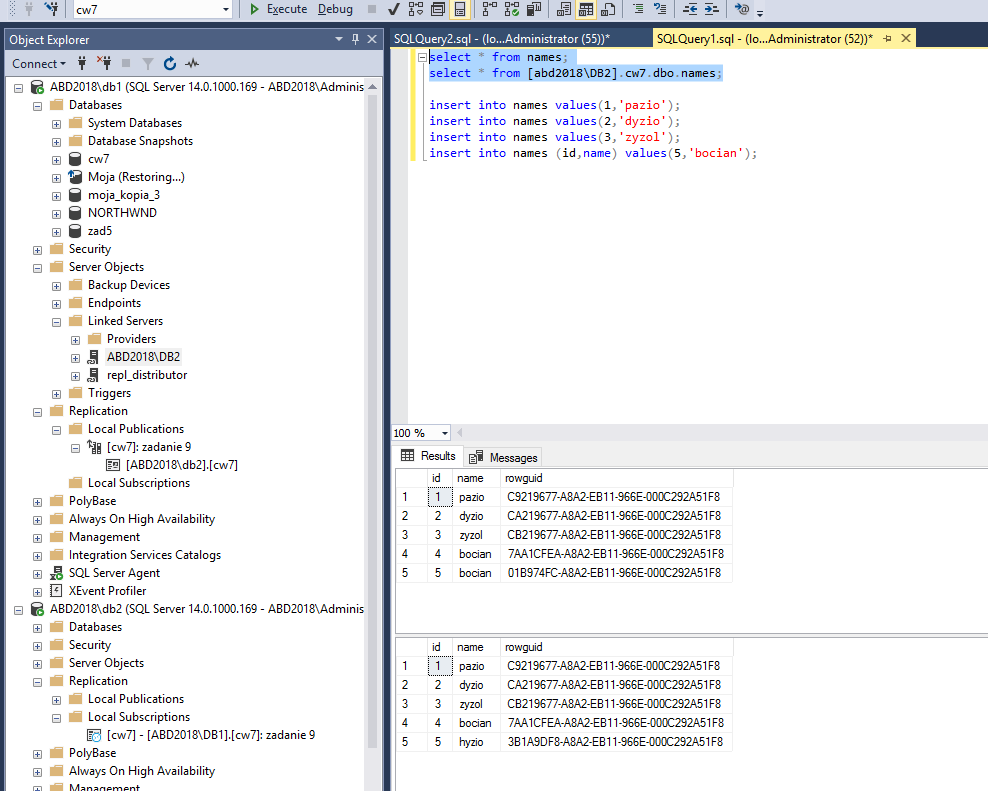 cw7
Execute
Debug
Object Explorer
Connect
ABD2018\db1 (SQL Server 14.0.1000.169 - ABD2018\Adminis
Databases
System Databases
Database Snapshots
cw7
Moja (Restoring...)
moja_kopia_3
NORTHWND
zad5
Security
Server Objects
Backup Devices
Endpoints
Linked Servers
Providers
ABD2018\DB2
repl_distributor
Triggers
Replication
Local Publications
[cw7]: zadanie 9
[ABD2018\db2].[cw7]
Local Subscriptions
PolyBase
Always On High Availability
Management
Integration Services Catalogs
SQL Server Agent
XEvent Profiler
ABD2018\db2 (SQL Server 14.0.1000.169 - ABD2018\Adminis
Databases
Security
Server Objects
Replication
Local Publications
Local Subscriptions
[cw7] - [ABD2018\DB1].[cw7]: zadanie 9
PolyBase
Always On High Availability
Management
SQLQuery2.sql - (lo...Administrator (55))*
SQLQuery1.sql - (lo...Administrator (52))*
select * from names;
select * from [abd2018\DB2].cw7.dbo.names;
insert into names values(1,'pazio');
insert into names values(2,'dyzio');
insert into names values(3,'zyzol');
insert into names (id,name) values(5,'bocian');
100 %
Results
Messages
id name rowguid
1 1 pazio C9219677-A8A2-EB11-966E-000C292A51F8
2 2 dyzio CA219677-A8A2-EB11-966E-000C292A51F8
3 3 zyzol CB219677-A8A2-EB11-966E-000C292A51F8
4 4 bocian 7AA1CFEA-A8A2-EB11-966E-000C292A51F8
5 5 bocian 01B974FC-A8A2-EB11-966E-000C292A51F8
id name rowguid
1 1 pazio C9219677-A8A2-EB11-966E-000C292A51F8
2 2 dyzio CA219677-A8A2-EB11-966E-000C292A51F8
3 3 zyzol CB219677-A8A2-EB11-966E-000C292A51F8
4 4 bocian 7AA1CFEA-A8A2-EB11-966E-000C292A51F8
5 5 hyzio 3B1A9DF8-A8A2-EB11-966E-000C292A51F8